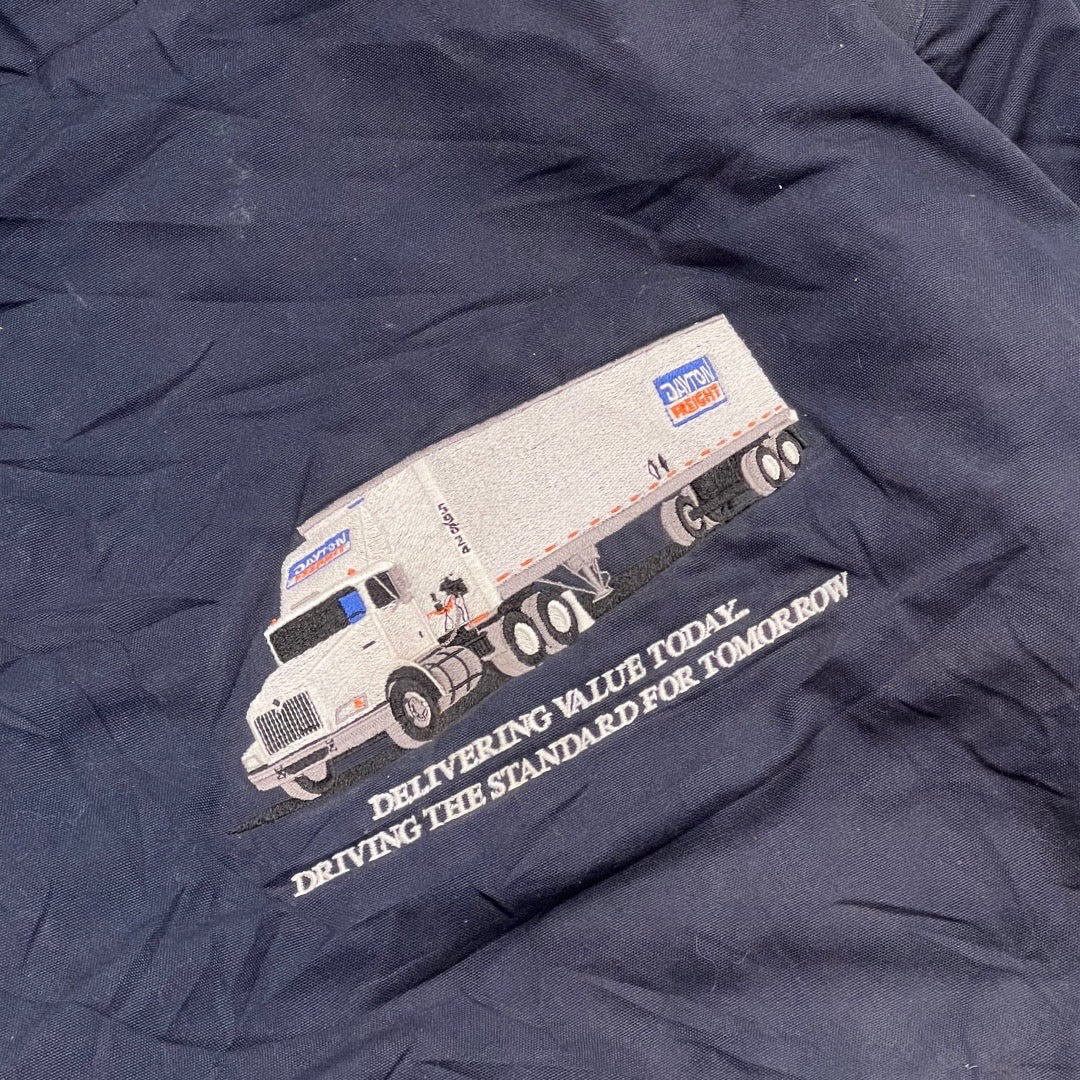 DAYTON
FREIGHT
DAYTON
FREIGHT
DELIVERING VALUE TODAY...
DRIVING THE STANDARD FOR TOMORROW